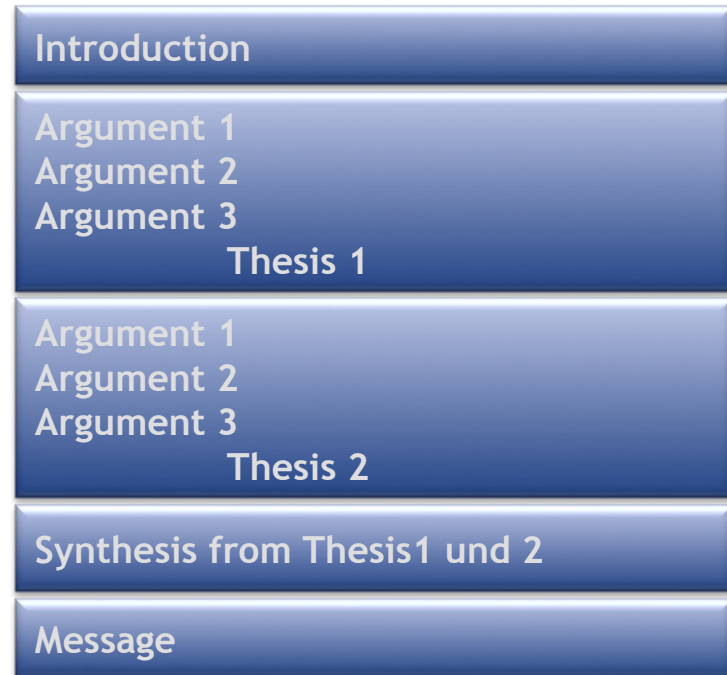 Introduction
Argument 1
Argument 2
Argument 3
Thesis 1
Argument 1
Argument 2
Argument 3
Thesis 2
Synthesis from Thesis1 und 2
Message